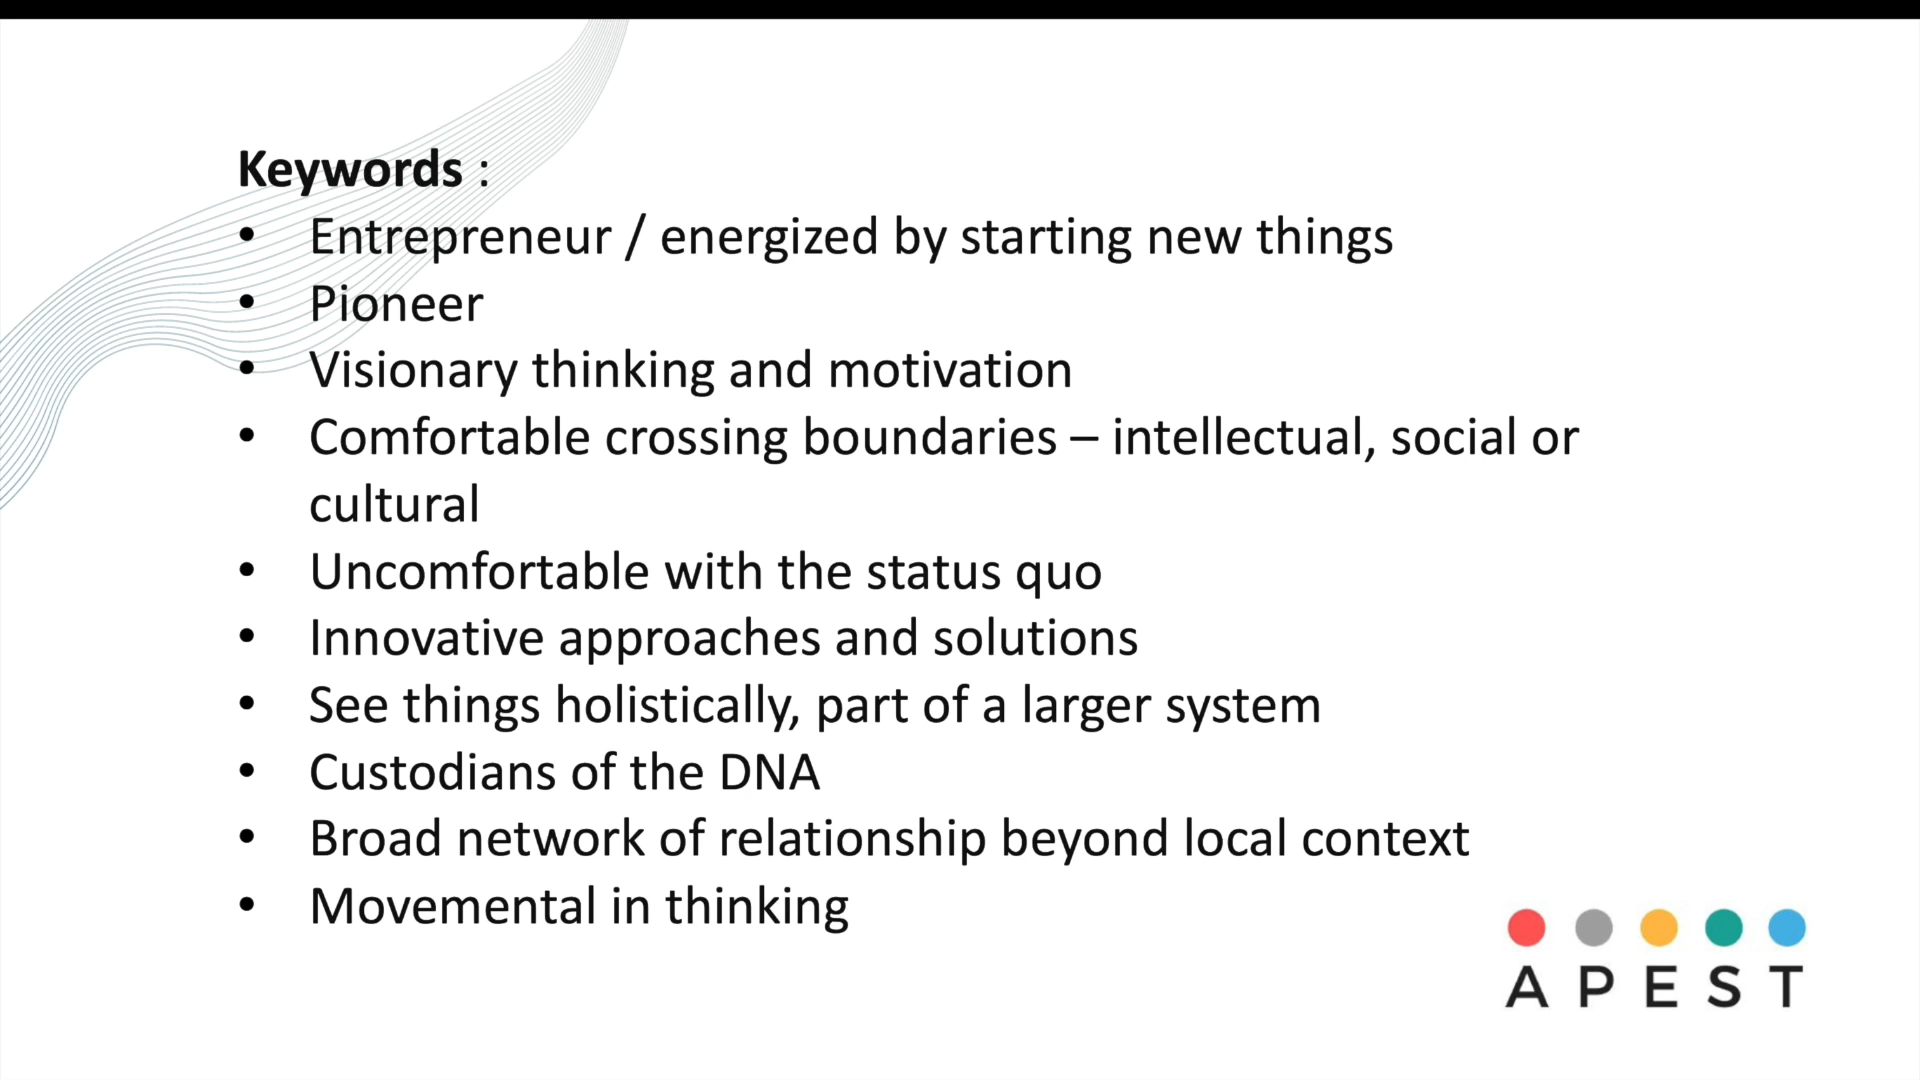 Keywords :
• Entrepreneur / energized by starting new things
• Pioneer
• Visionary thinking and motivation
• Comfortable crossing boundaries – intellectual, social or
cultural
• Uncomfortable with the status quo
• Innovative approaches and solutions
• See things holistically, part of a larger system
• Custodians of the DNA
• Broad network of relationship beyond local context
• Movemental in thinking
A P E S T